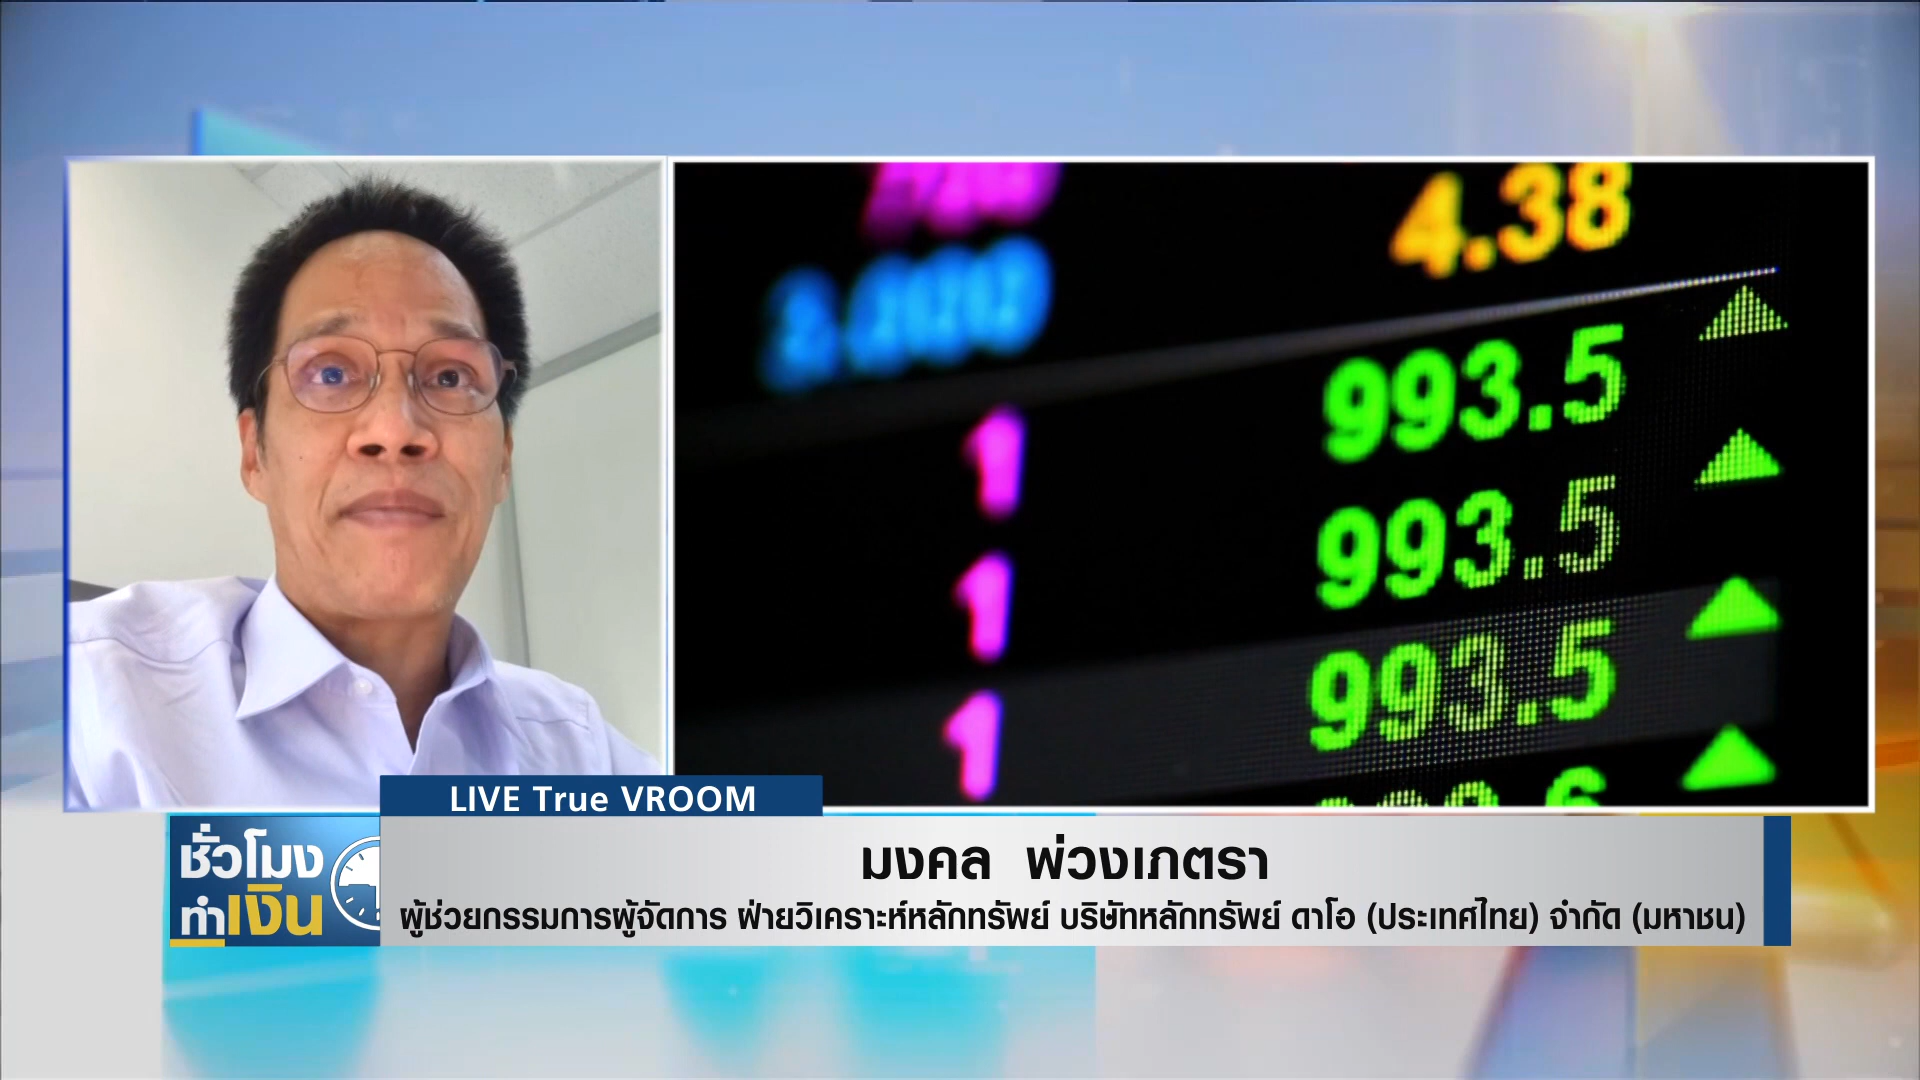 4.38
993.5
1
993.5
1
993.5
1
LIVE True VROOM
ชั่วโมง
ทำเงิน
มงคล พ่วงเภตรา
ผู้ช่วยกรรมการผู้จัดการ ฝ่ายวิเคราะห์หลักทรัพย์ บริษัทหลักทรัพย์ ดาโอ (ประเทศไทย) จำกัด (มหาชน)